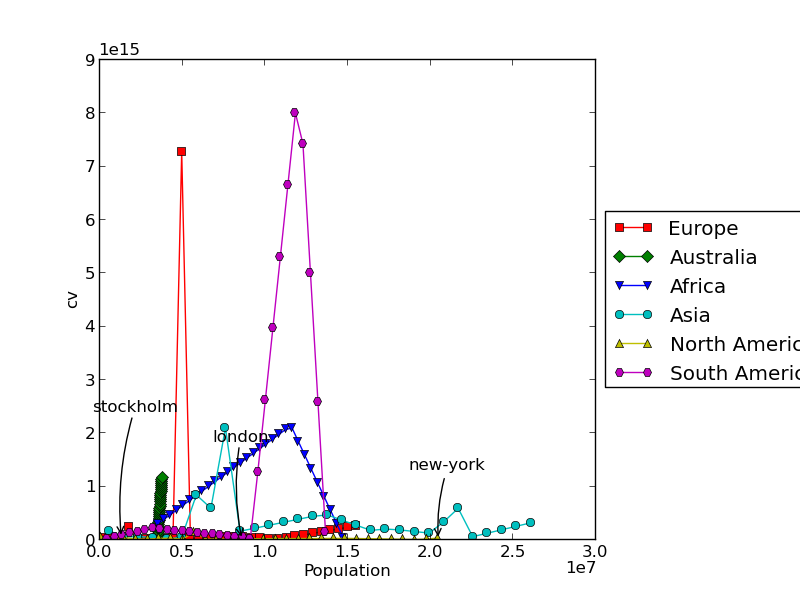 1e15
9
8
7
6
5
4
3
2
1
0
cv
stockholm
london
new-york
0.0
0.5
1.0
1.5
2.0
2.5
3.0
1e7
Population
Europe
Australia
Africa
Asia
North Americ
South Americ